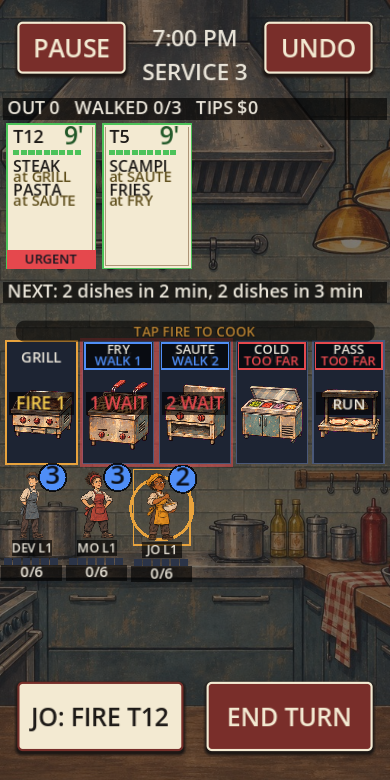 PAUSE
7:00 PM
SERVICE 3
UNDO
OUT 0 WALKED 0/3 TIPS $0
T12 9'
STEAK
at GRILL
PASTA
at SAUTE
URGENT
T5 9'
SCAMPI
at SAUTE
FRIES
at FRY
NEXT: 2 dishes in 2 min, 2 dishes in 3 min
TAP FIRE TO COOK
GRILL
FIRE 1
FRY
WALK 1
1 WAIT
SAUTE
WALK 2
2 WAIT
COLD
TOO FAR
PASS
TOO FAR
RUN
3
DEV L1
0/6
3
MO L1
0/6
2
JO L1
0/6
JO: FIRE T12
END TURN